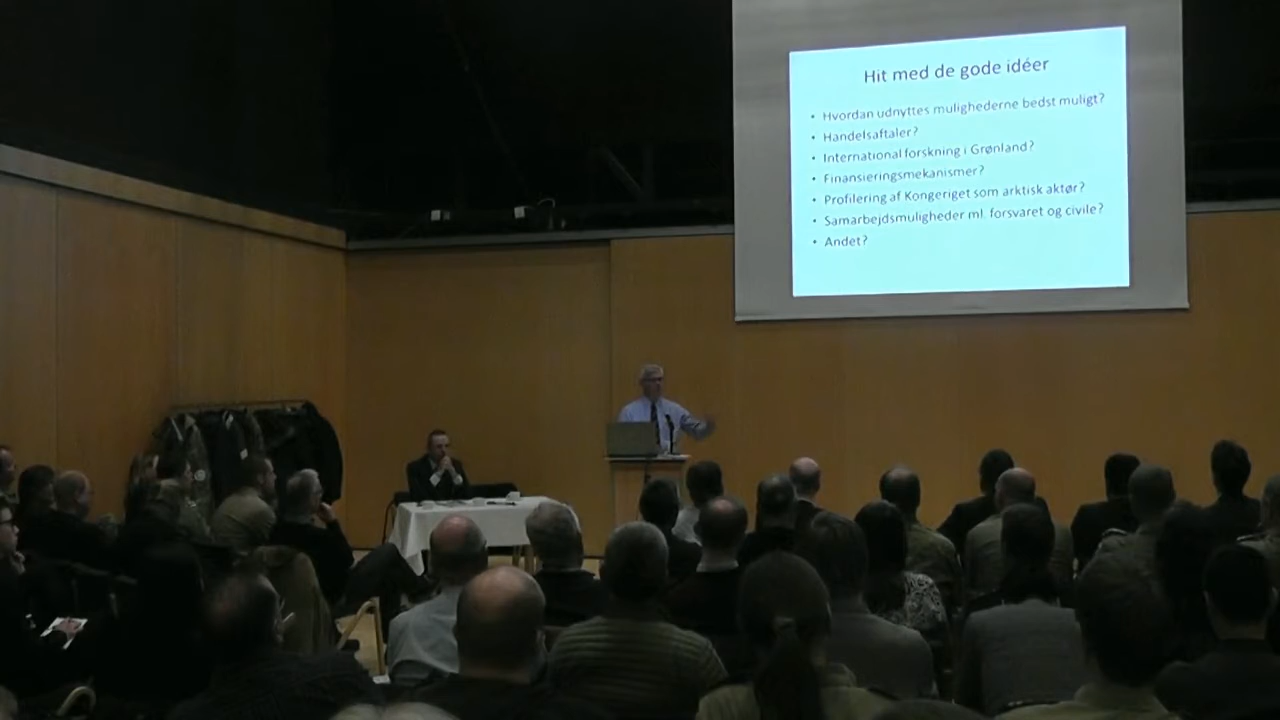 Hit med de gode idéer
• Hvordan udnyttes mulighederne bedst muligt?
• Handelsaftaler?
• International forskning i Grønland?
• Finansieringsmekanismer?
• Profilering af Kongeriget som arktisk aktør?
• Samarbejdsmuligheder ml. forsvaret og civile?
• Andet?